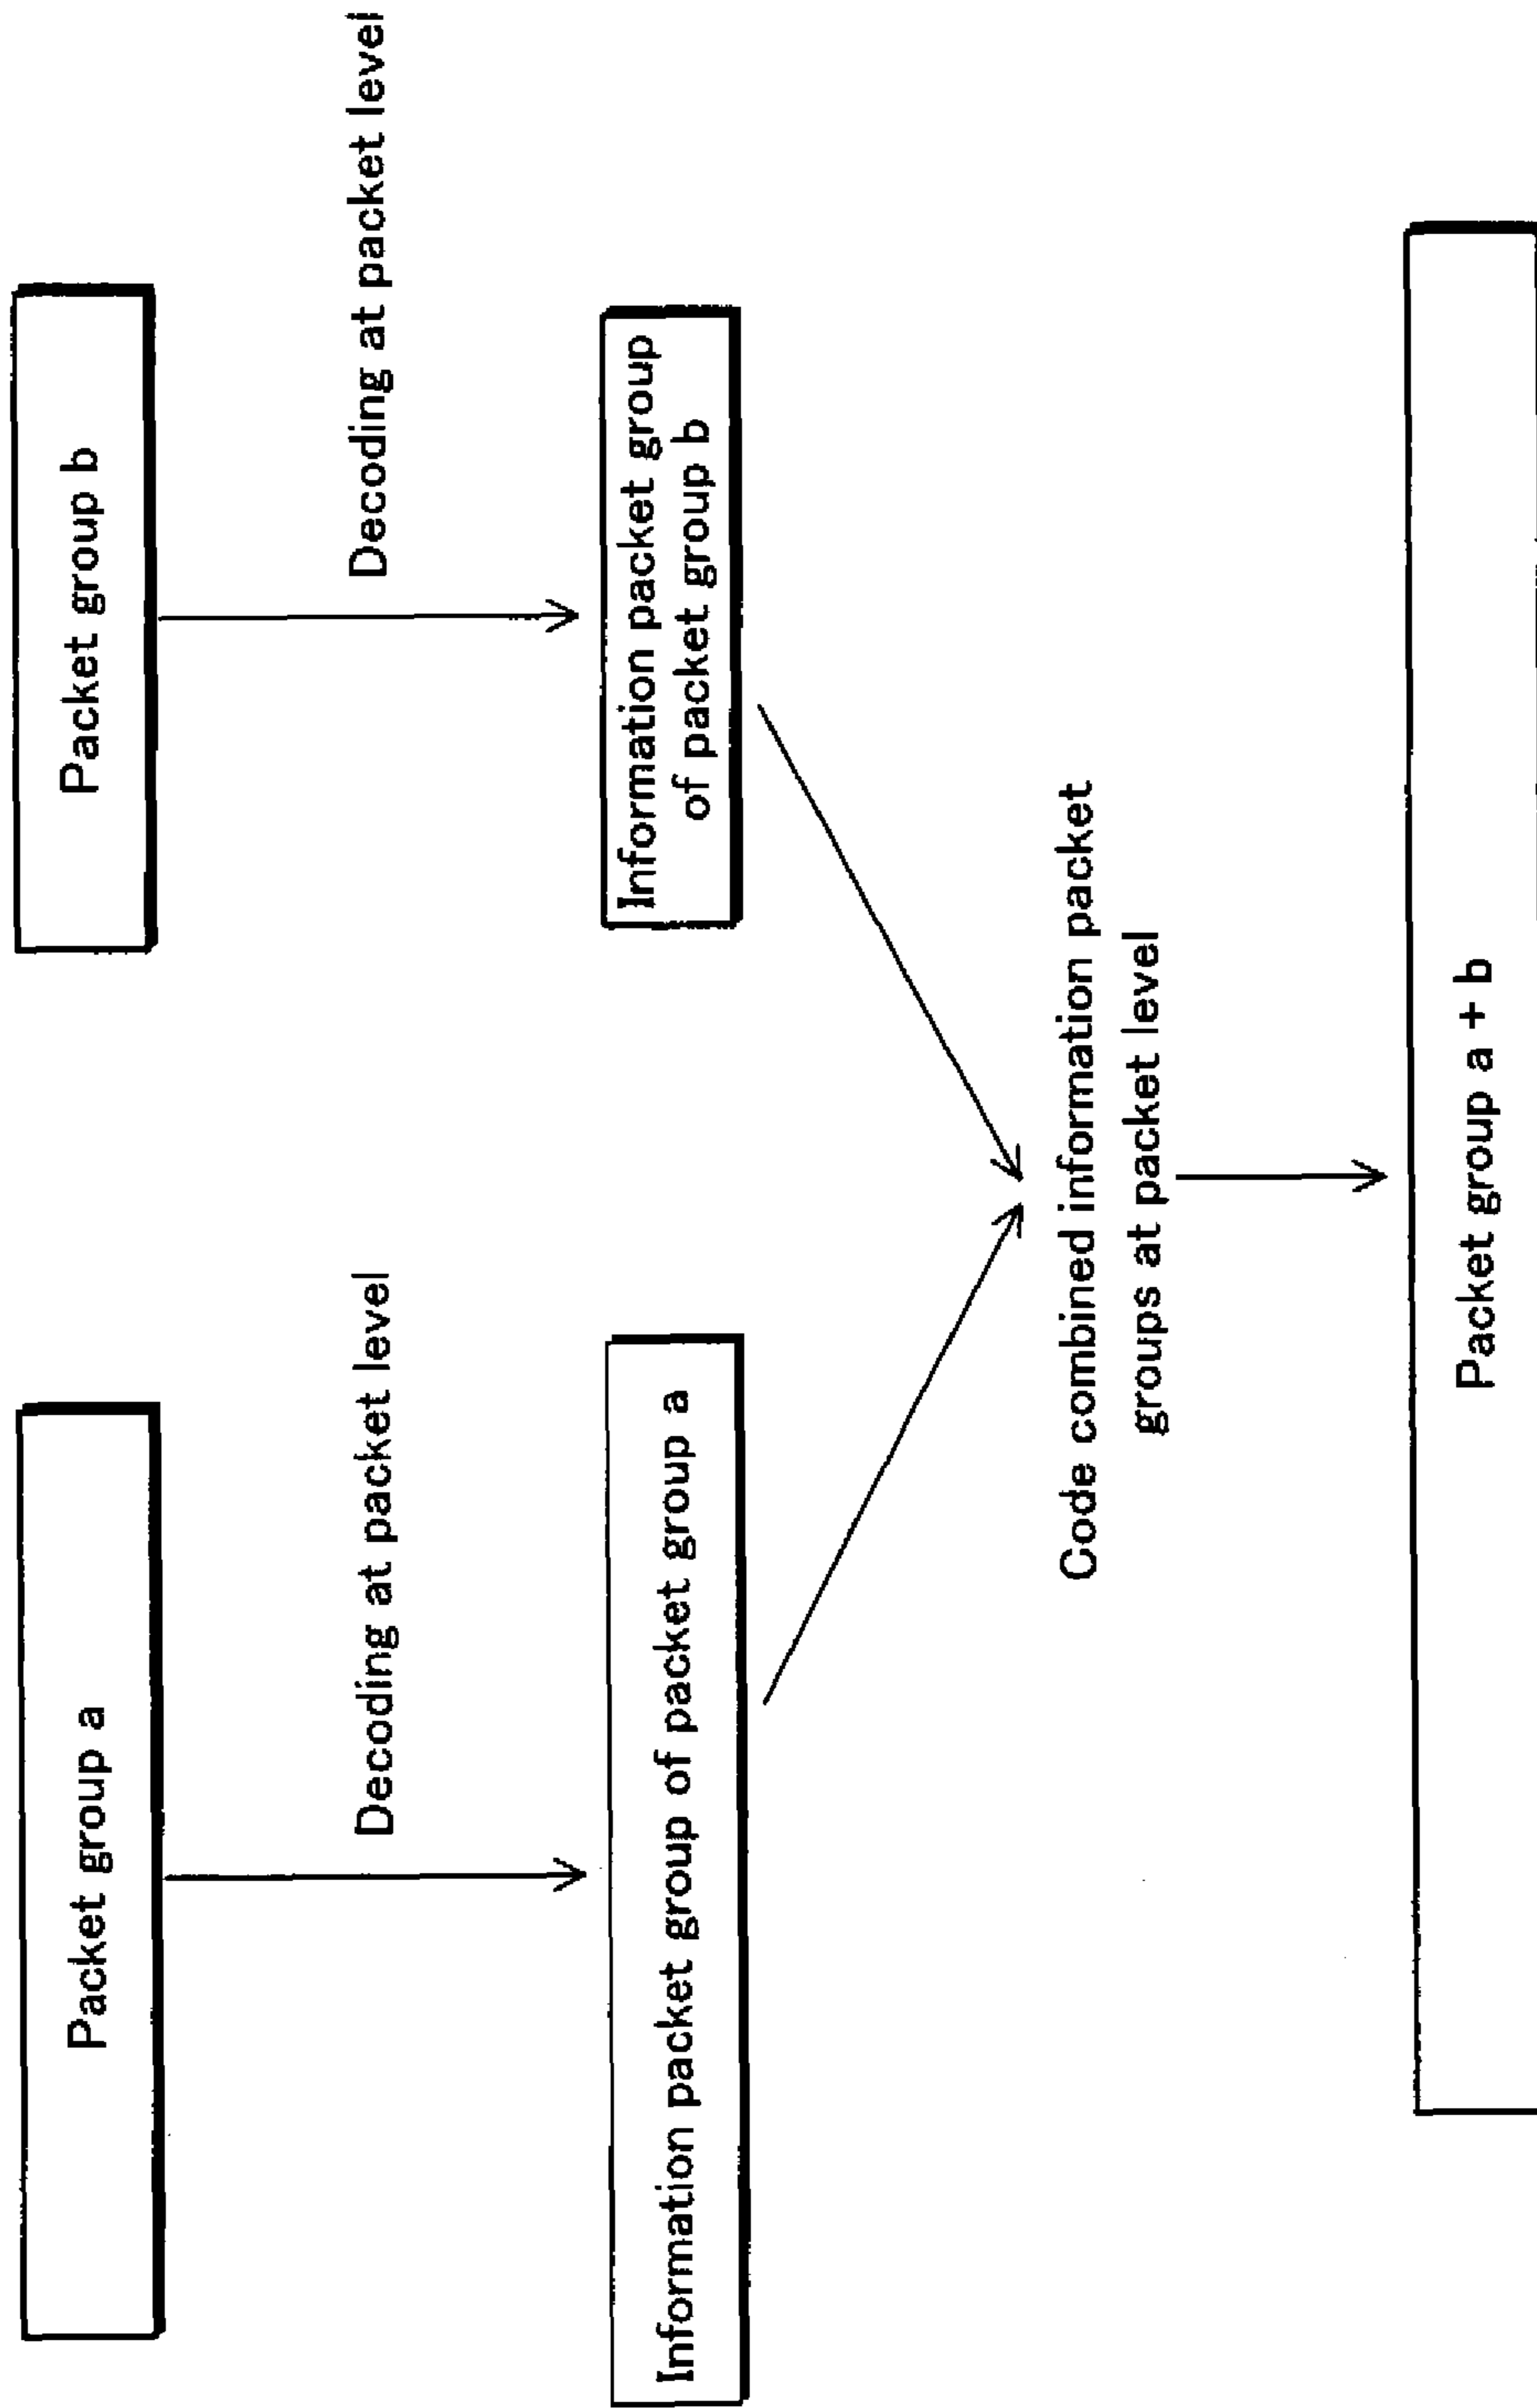 Packet group a
Packet group b
Decoding at packet level
Decoding at packet level
Information packet group of packet group a
Information packet group
of packet group b
Code combined information packet
groups at packet level
Packet group a + b